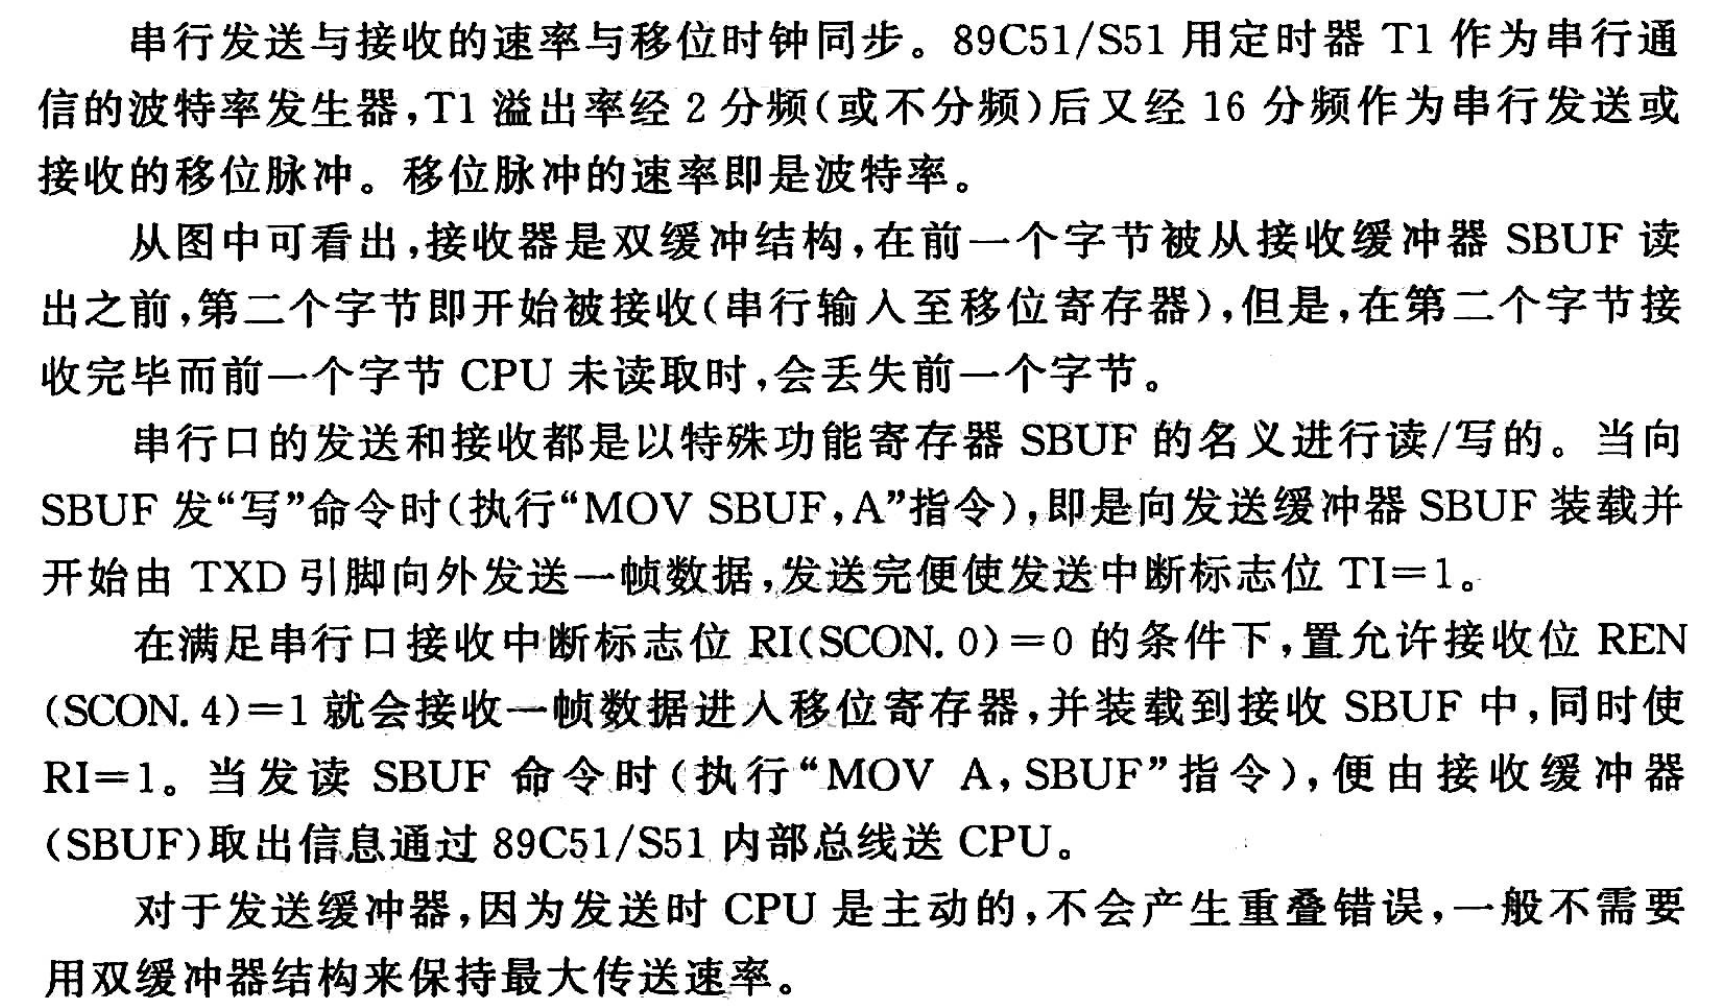 串行发送与接收的速率与移位时钟同步。89C51/S51 用定时器 T1 作为串行通
信的波特率发生器,T1 溢出率经 2 分频(或不分频)后又经 16 分频作为串行发送或
接收的移位脉冲。移位脉冲的速率即是波特率。
从图中可看出,接收器是双缓冲结构,在前一个字节被从接收缓冲器 SBUF 读
出之前,第二个字节即开始被接收(串行输入至移位寄存器),但是,在第二个字节接
收完毕而前一个字节 CPU 未读取时,会丢失前一个字节。
串行口的发送和接收都是以特殊功能寄存器 SBUF 的名义进行读/写的。当向
SBUF 发“写”命令时(执行“MOV SBUF,A”指令),即是向发送缓冲器 SBUF 装载并
开始由 TXD 引脚向外发送一帧数据,发送完便使发送中断标志位 TI=1。
在满足串行口接收中断标志位 RI(SCON.0)=0 的条件下,置允许接收位 REN
(SCON.4)=1 就会接收一帧数据进入移位寄存器,并装载到接收 SBUF 中,同时使
RI=1。当发读 SBUF 命令时(执行“MOV A,SBUF”指令),便由接收缓冲器
(SBUF)取出信息通过 89C51/S51 内部总线送 CPU。
对于发送缓冲器,因为发送时 CPU 是主动的,不会产生重叠错误,一般不需要
用双缓冲器结构来保持最大传送速率。